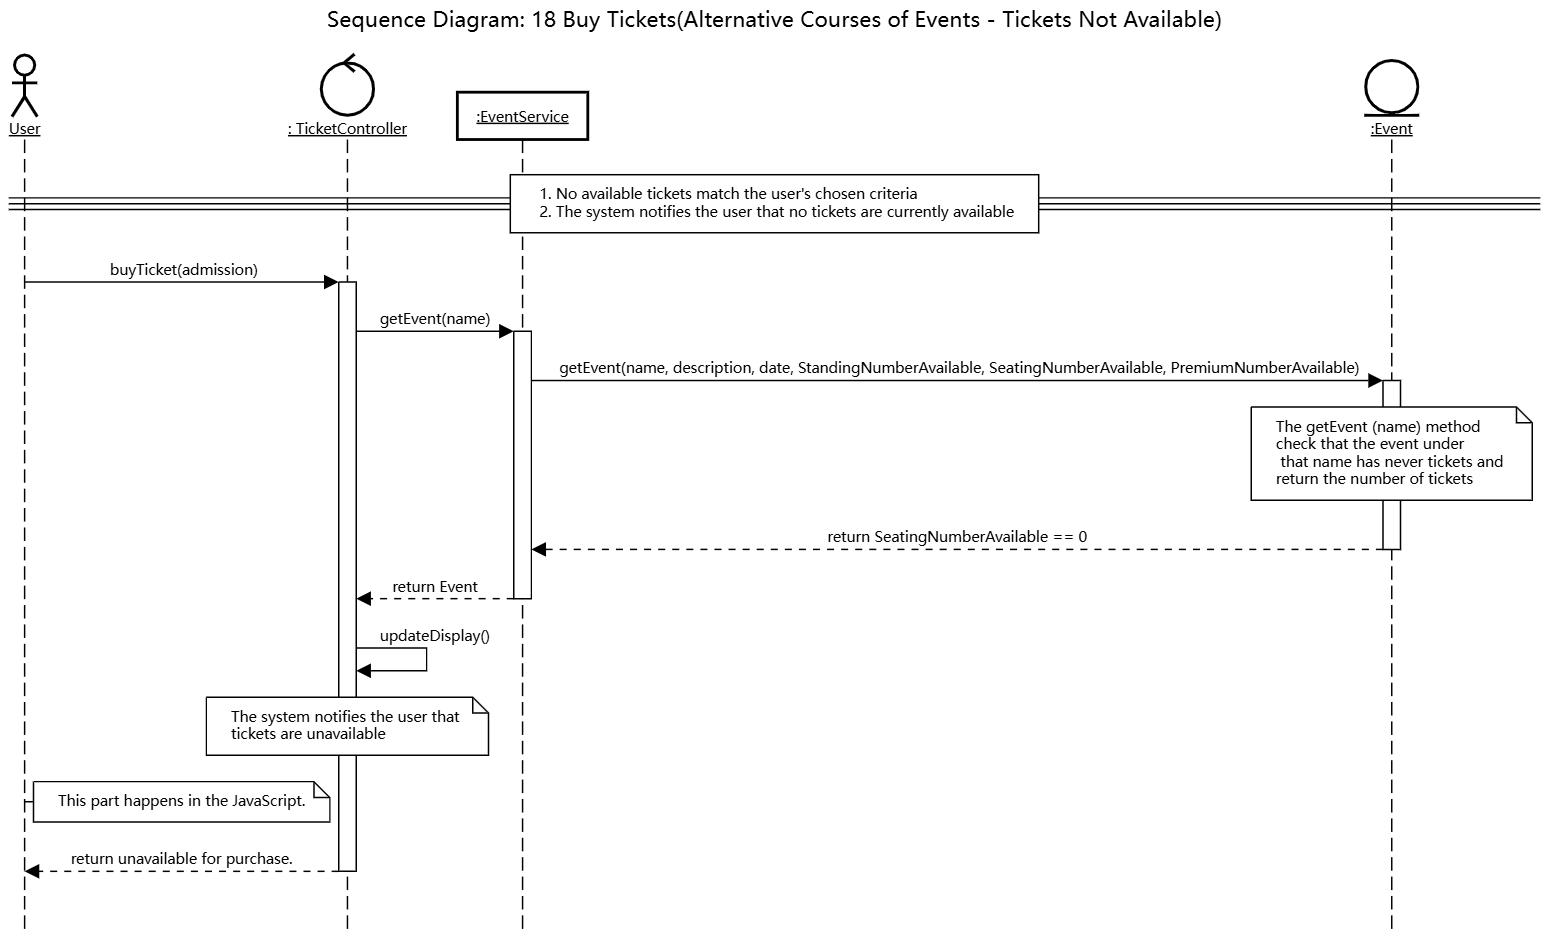 Sequence Diagram: 18 Buy Tickets(Alternative Courses of Events - Tickets Not Available)
User
: TicketController
:EventService
:Event
1. No available tickets match the user's chosen criteria
2. The system notifies the user that no tickets are currently available
buyTicket(admission)
getEvent(name)
getEvent(name, description, date, StandingNumberAvailable, SeatingNumberAvailable, PremiumNumberAvailable)
The getEvent (name) method
check that the event under
that name has never tickets and
return the number of tickets
return SeatingNumberAvailable == 0
return Event
updateDisplay()
The system notifies the user that
tickets are unavailable
This part happens in the JavaScript.
return unavailable for purchase.